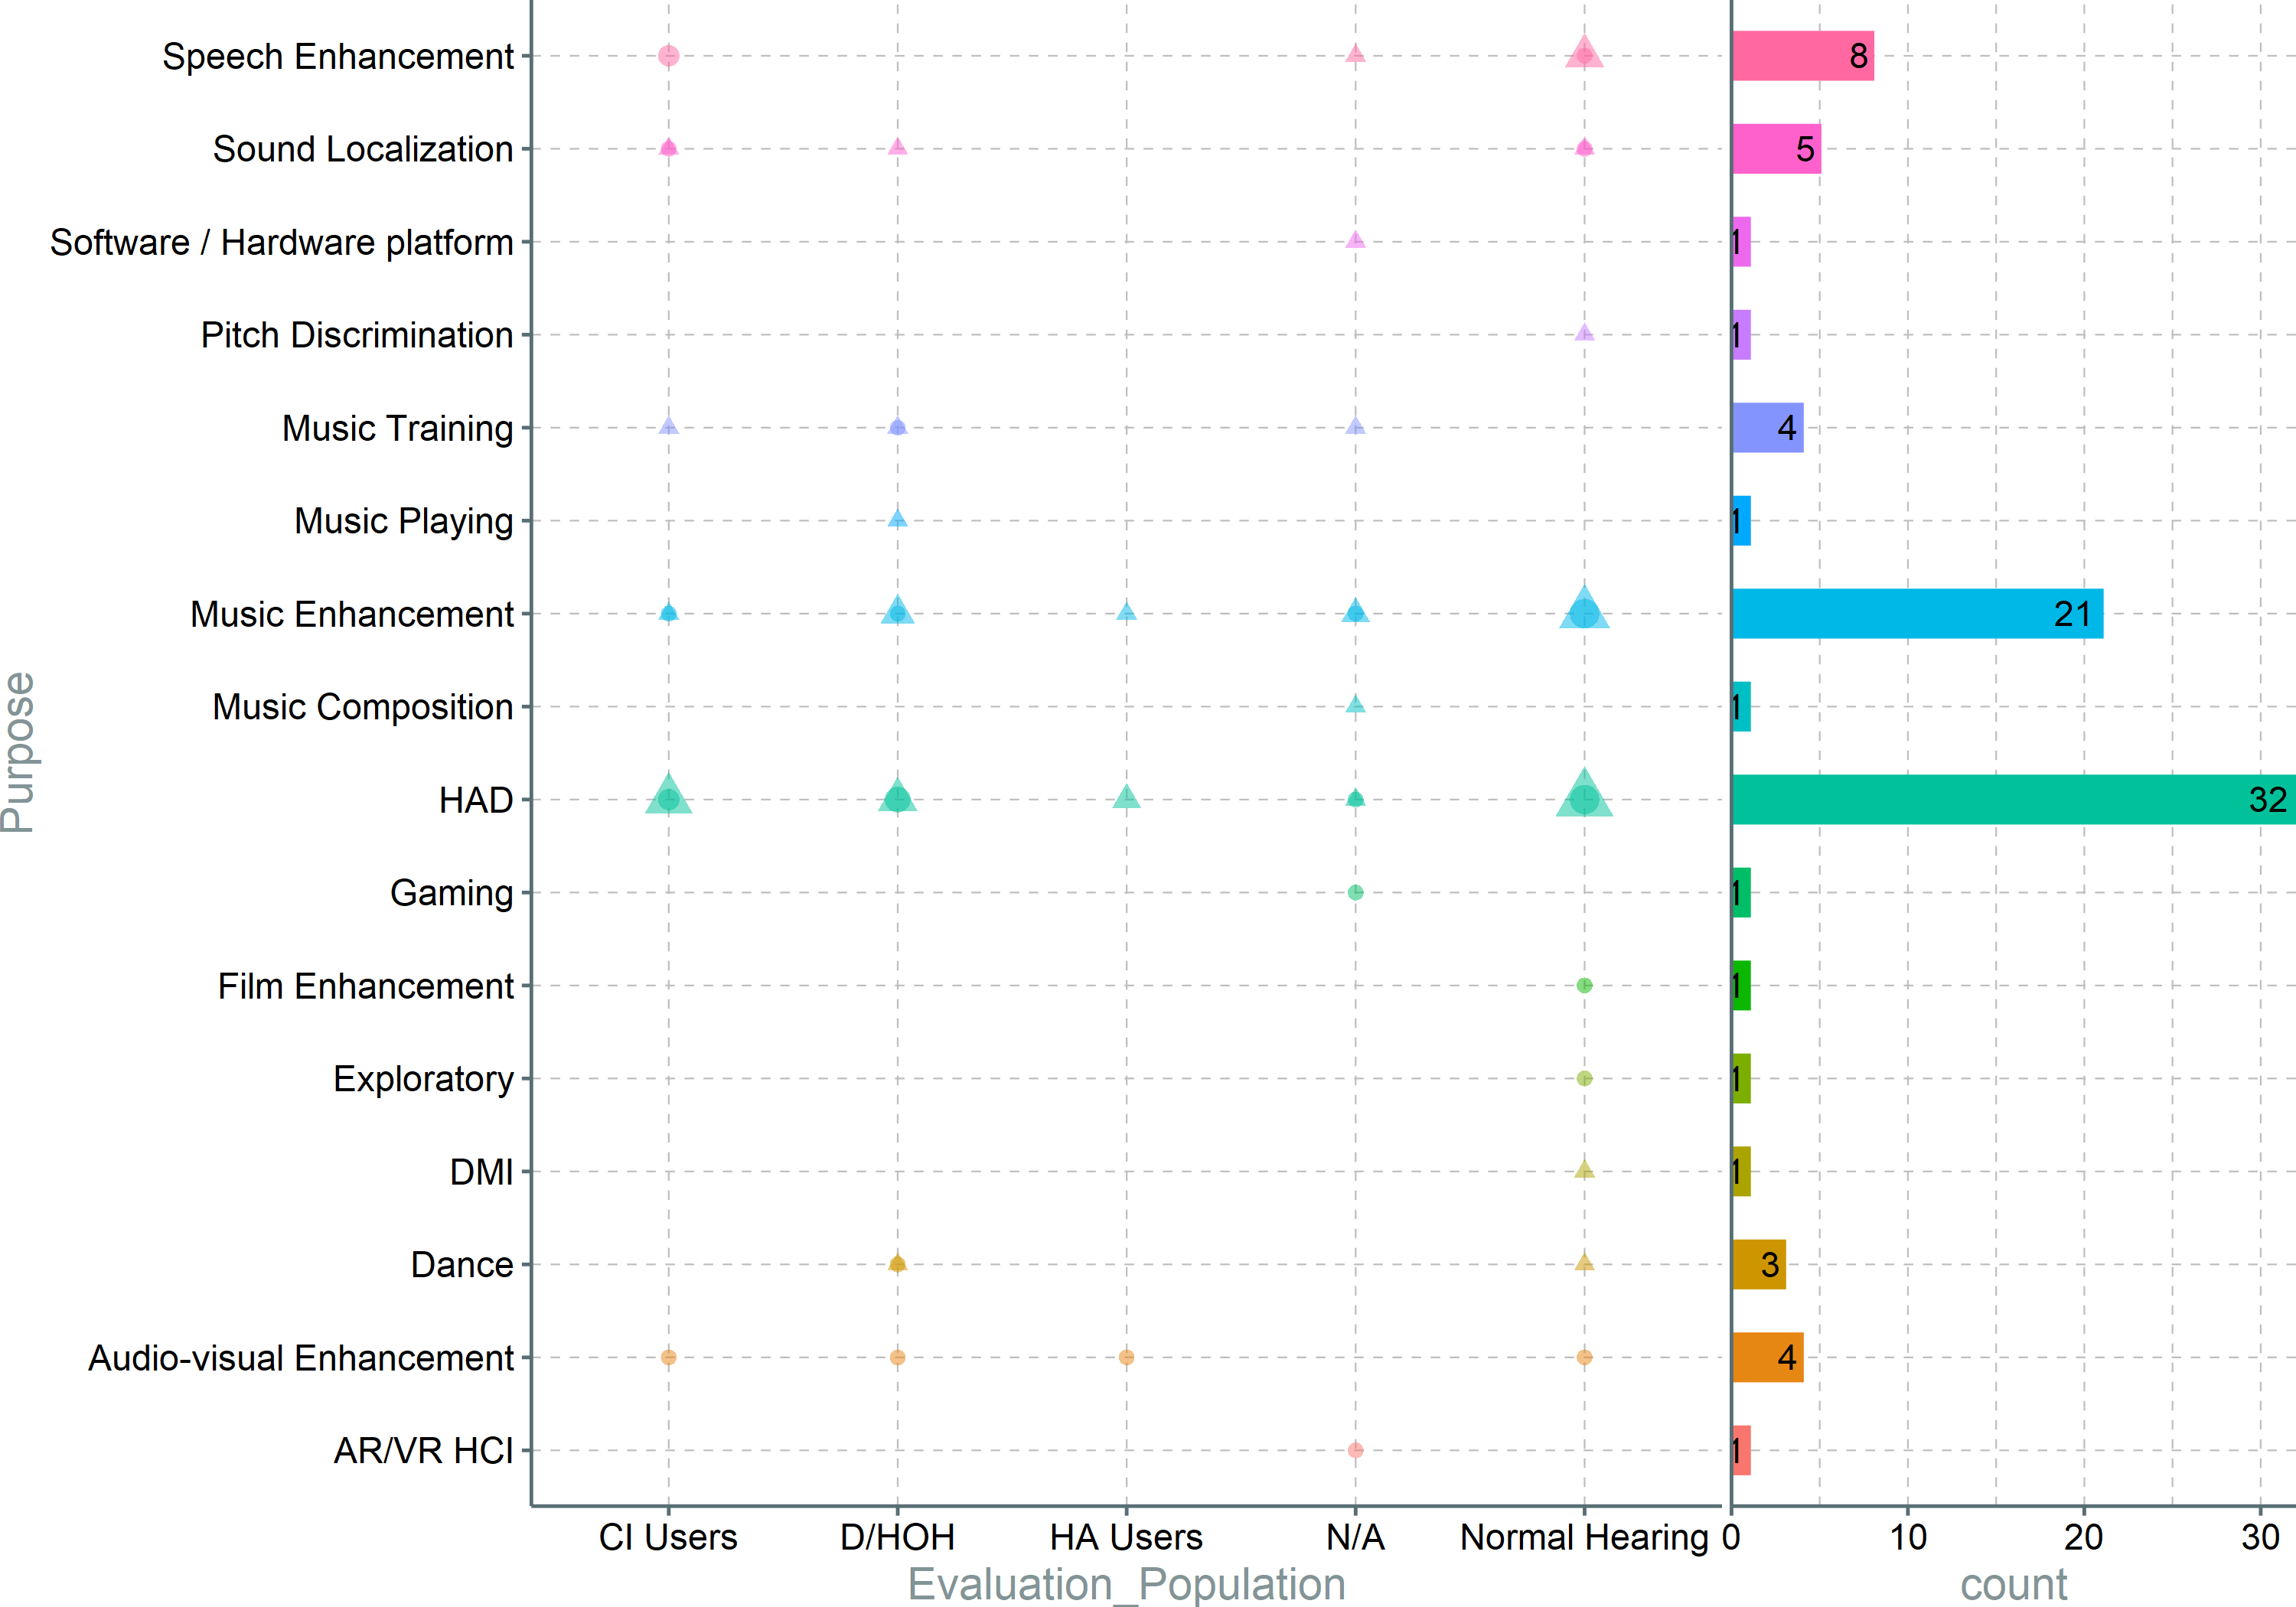 Speech Enhancement 8
Sound Localization 5
Software / Hardware platform 1
Pitch Discrimination 1
Music Training 4
Music Playing 1
Music Enhancement 21
Music Composition 1
HAD 32
Gaming 1
Film Enhancement 1
Exploratory 1
DMI 1
Dance 3
Audio-visual Enhancement 4
AR/VR HCI 1
Purpose
CI Users D/HOH HA Users N/A Normal Hearing 0 10 20 30
Evaluation_Population count